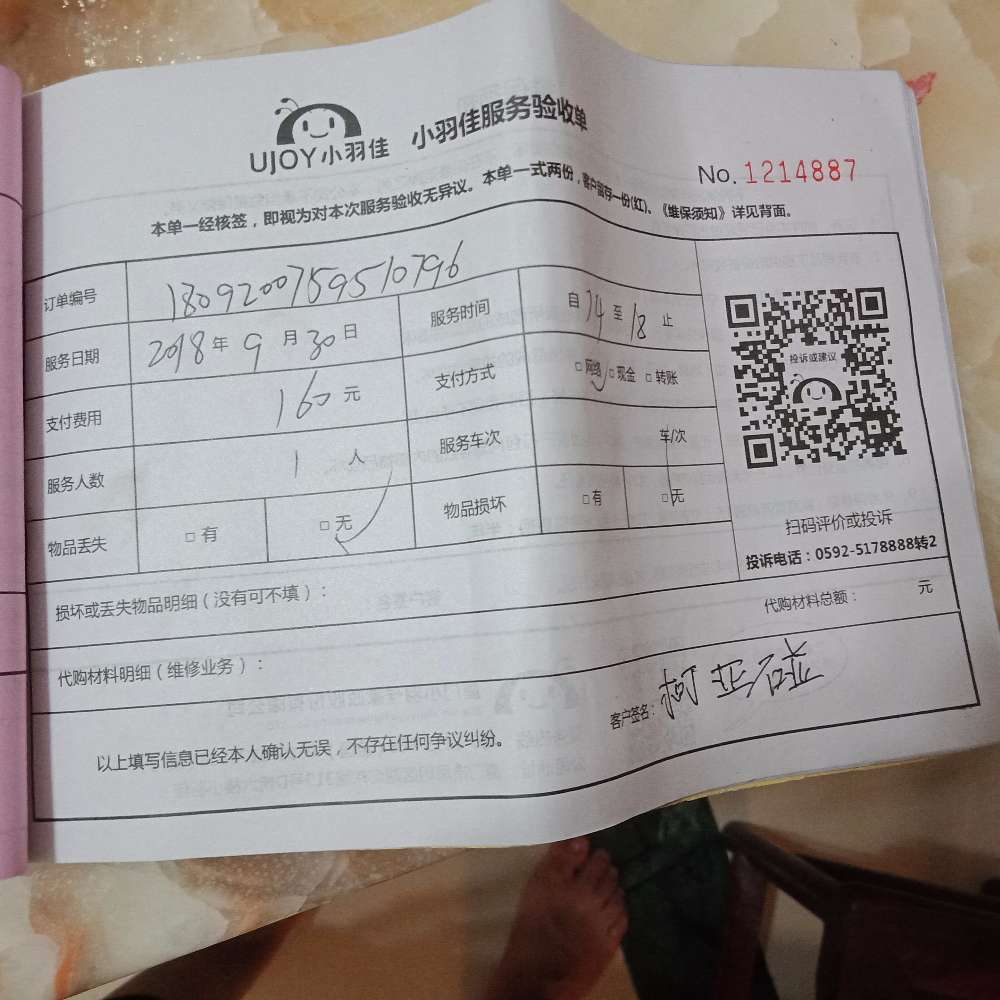 UJOY小羽佳 小羽佳服务验收单
No. 1214887
本单一经核签，即视为对本次服务验收无异议。本单一式两份，客户留存一份(红)。《维保须知》详见背面。
订单编号 1809200759510796
服务日期 2018年9月30日 服务时间 自14至18止
支付费用 160元 支付方式 □网络 □现金 □转账
服务人数 1人 服务车次 车/次
物品丢失 □有 □无 物品损坏 □有 □无
投诉或建议
扫码评价或投诉
投诉电话：0592-5178888转2
损坏或丢失物品明细（没有可不填）：
代购材料总额： 元
代购材料明细（维修业务）：
以上填写信息已经本人确认无误，不存在任何争议纠纷。
客户签名：柯亚